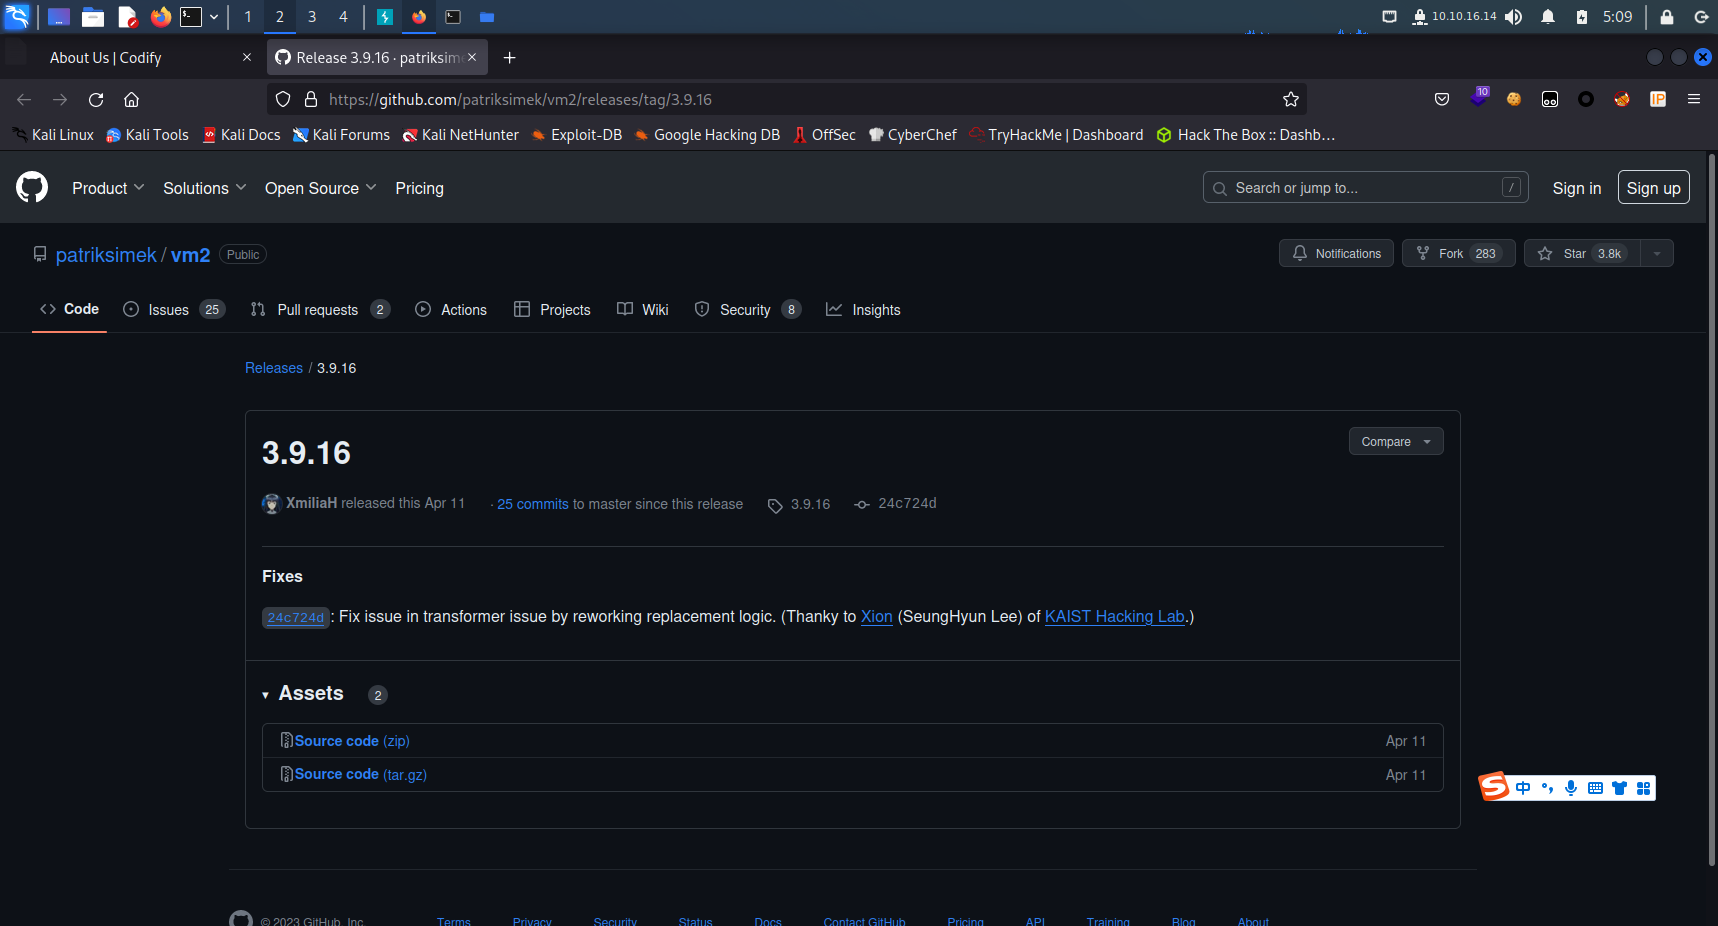 1 2 3 4 10.10.16.14 5:09
About Us | Codify Release 3.9.16 · patriksim
https://github.com/patriksimek/vm2/releases/tag/3.9.16 10 IP
Kali Linux Kali Tools Kali Docs Kali Forums Kali NetHunter Exploit-DB Google Hacking DB OffSec CyberChef TryHackMe | Dashboard Hack The Box :: Dashb…
Product Solutions Open Source Pricing Search or jump to... / Sign in Sign up
patriksimek / vm2 Public Notifications Fork 283 Star 3.8k
Code Issues 25 Pull requests 2 Actions Projects Wiki Security 8 Insights
Releases / 3.9.16
3.9.16 Compare
XmiliaH released this Apr 11 · 25 commits to master since this release 3.9.16 24c724d
Fixes
24c724d: Fix issue in transformer issue by reworking replacement logic. (Thanky to Xion (SeungHyun Lee) of KAIST Hacking Lab.)
Assets 2
Source code (zip) Apr 11
Source code (tar.gz) Apr 11
S 中
© 2023 GitHub, Inc. Terms Privacy Security Status Docs Contact GitHub Pricing API Training Blog About